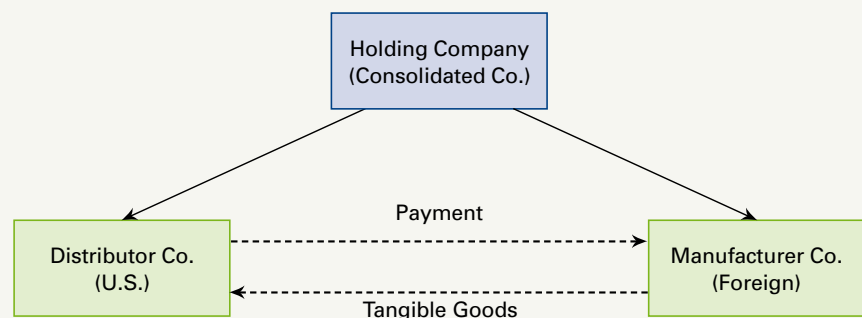 Holding Company
(Consolidated Co.)
Payment
Distributor Co.
(U.S.)
Manufacturer Co.
(Foreign)
Tangible Goods